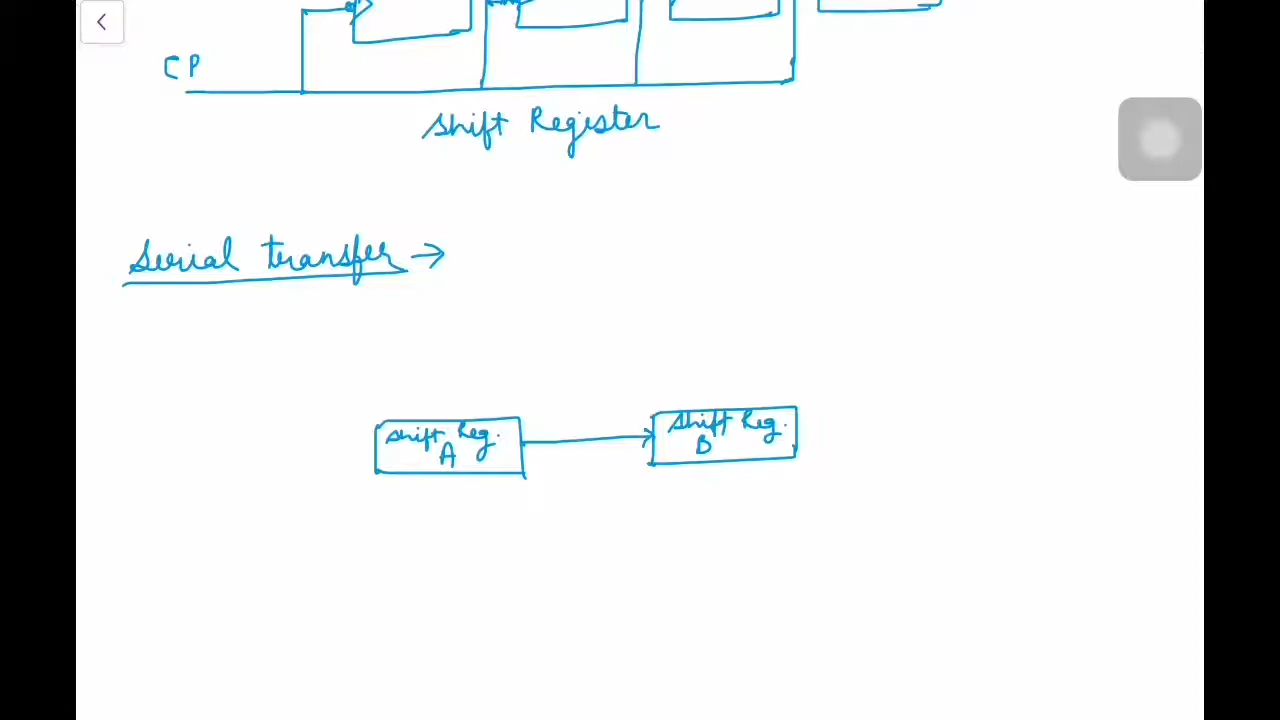 CP
Shift Register
Serial transfer →
Shift Reg.
A
Shift Reg.
B